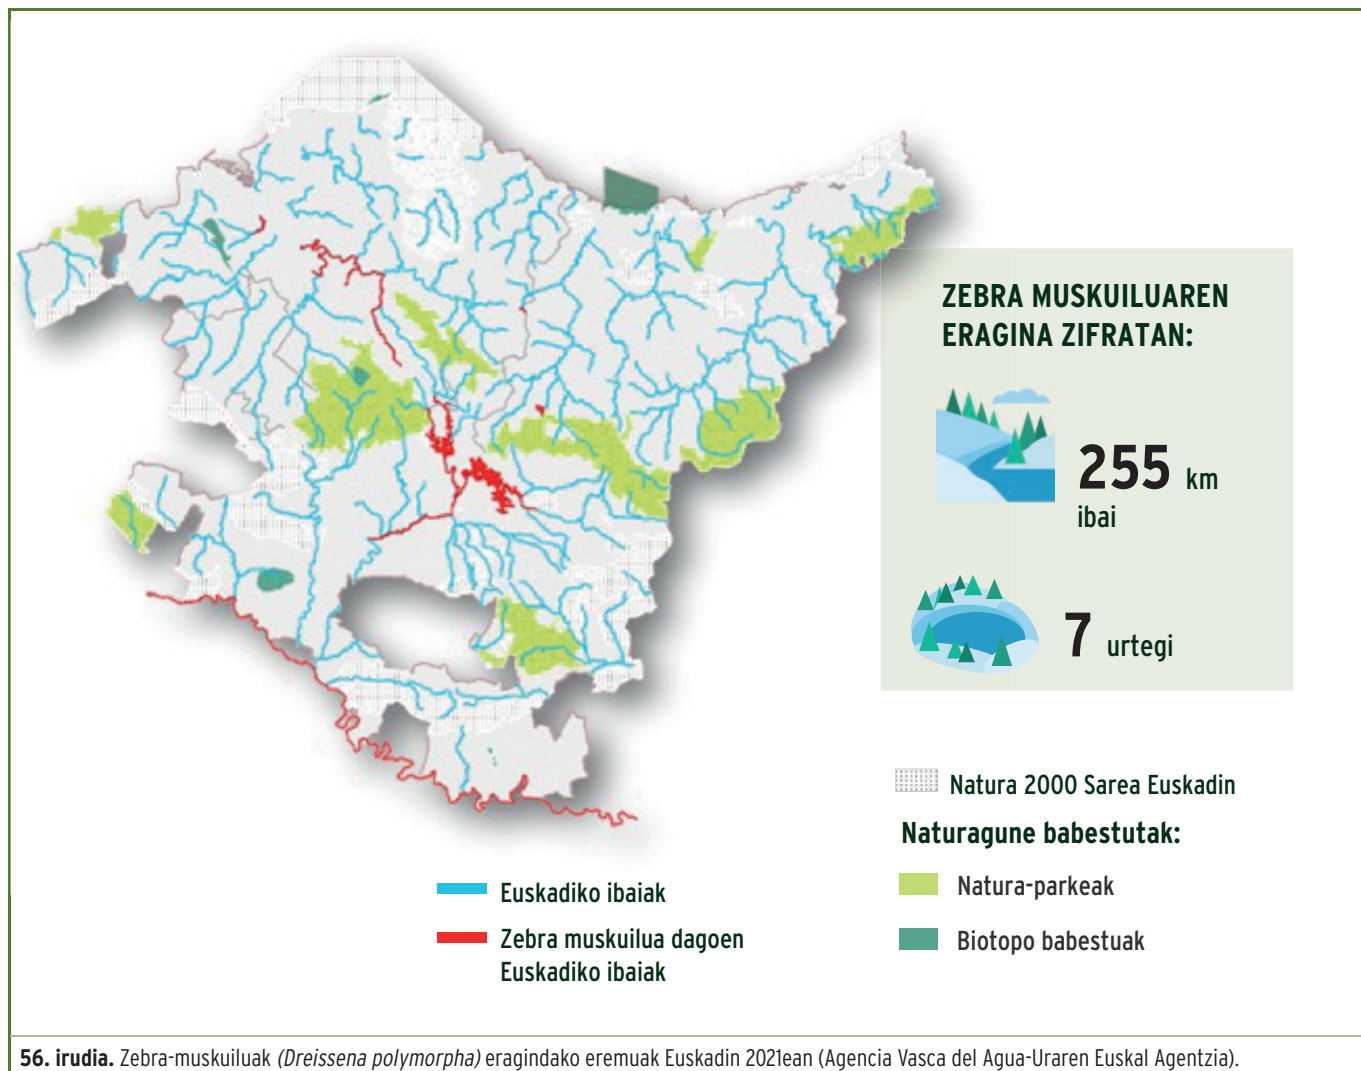 ZEBRA MUSKUILUAREN
ERAGINA ZIFRATAN:
255 km
ibai
7 urtegi
Natura 2000 Sarea Euskadin
Naturagune babestutak:
Natura-parkeak
Biotopo babestuak
Euskadiko ibaiak
Zebra muskuilua dagoen
Euskadiko ibaiak
56. irudia. Zebra-muskuiluak (Dreissena polymorpha) eragindako eremuak Euskadin 2021ean (Agencia Vasca del Agua-Uraren Euskal Agentzia).